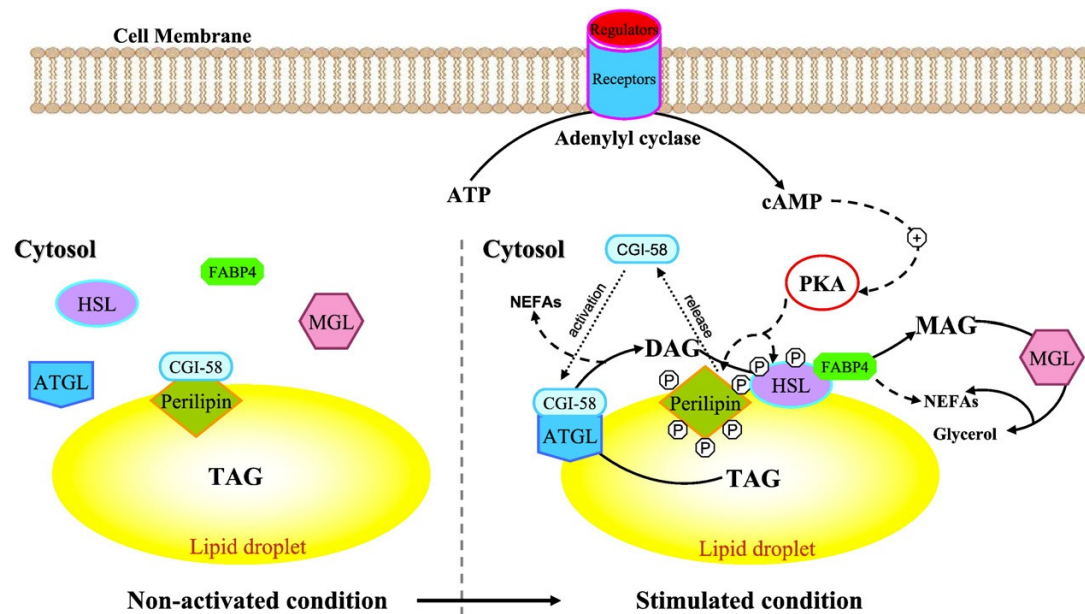 Cell Membrane
Regulators
Receptors
Adenylyl cyclase
ATP
cAMP
+
Cytosol
FABP4
HSL
MGL
ATGL
CGI-58
Perilipin
TAG
Lipid droplet
Cytosol
CGI-58
PKA
NEFAs
activation
release
DAG
MAG
P
P
HSL
FABP4
MGL
P
P
Perilipin
CGI-58
ATGL
P
P
P
NEFAs
Glycerol
TAG
Lipid droplet
Non-activated condition
Stimulated condition